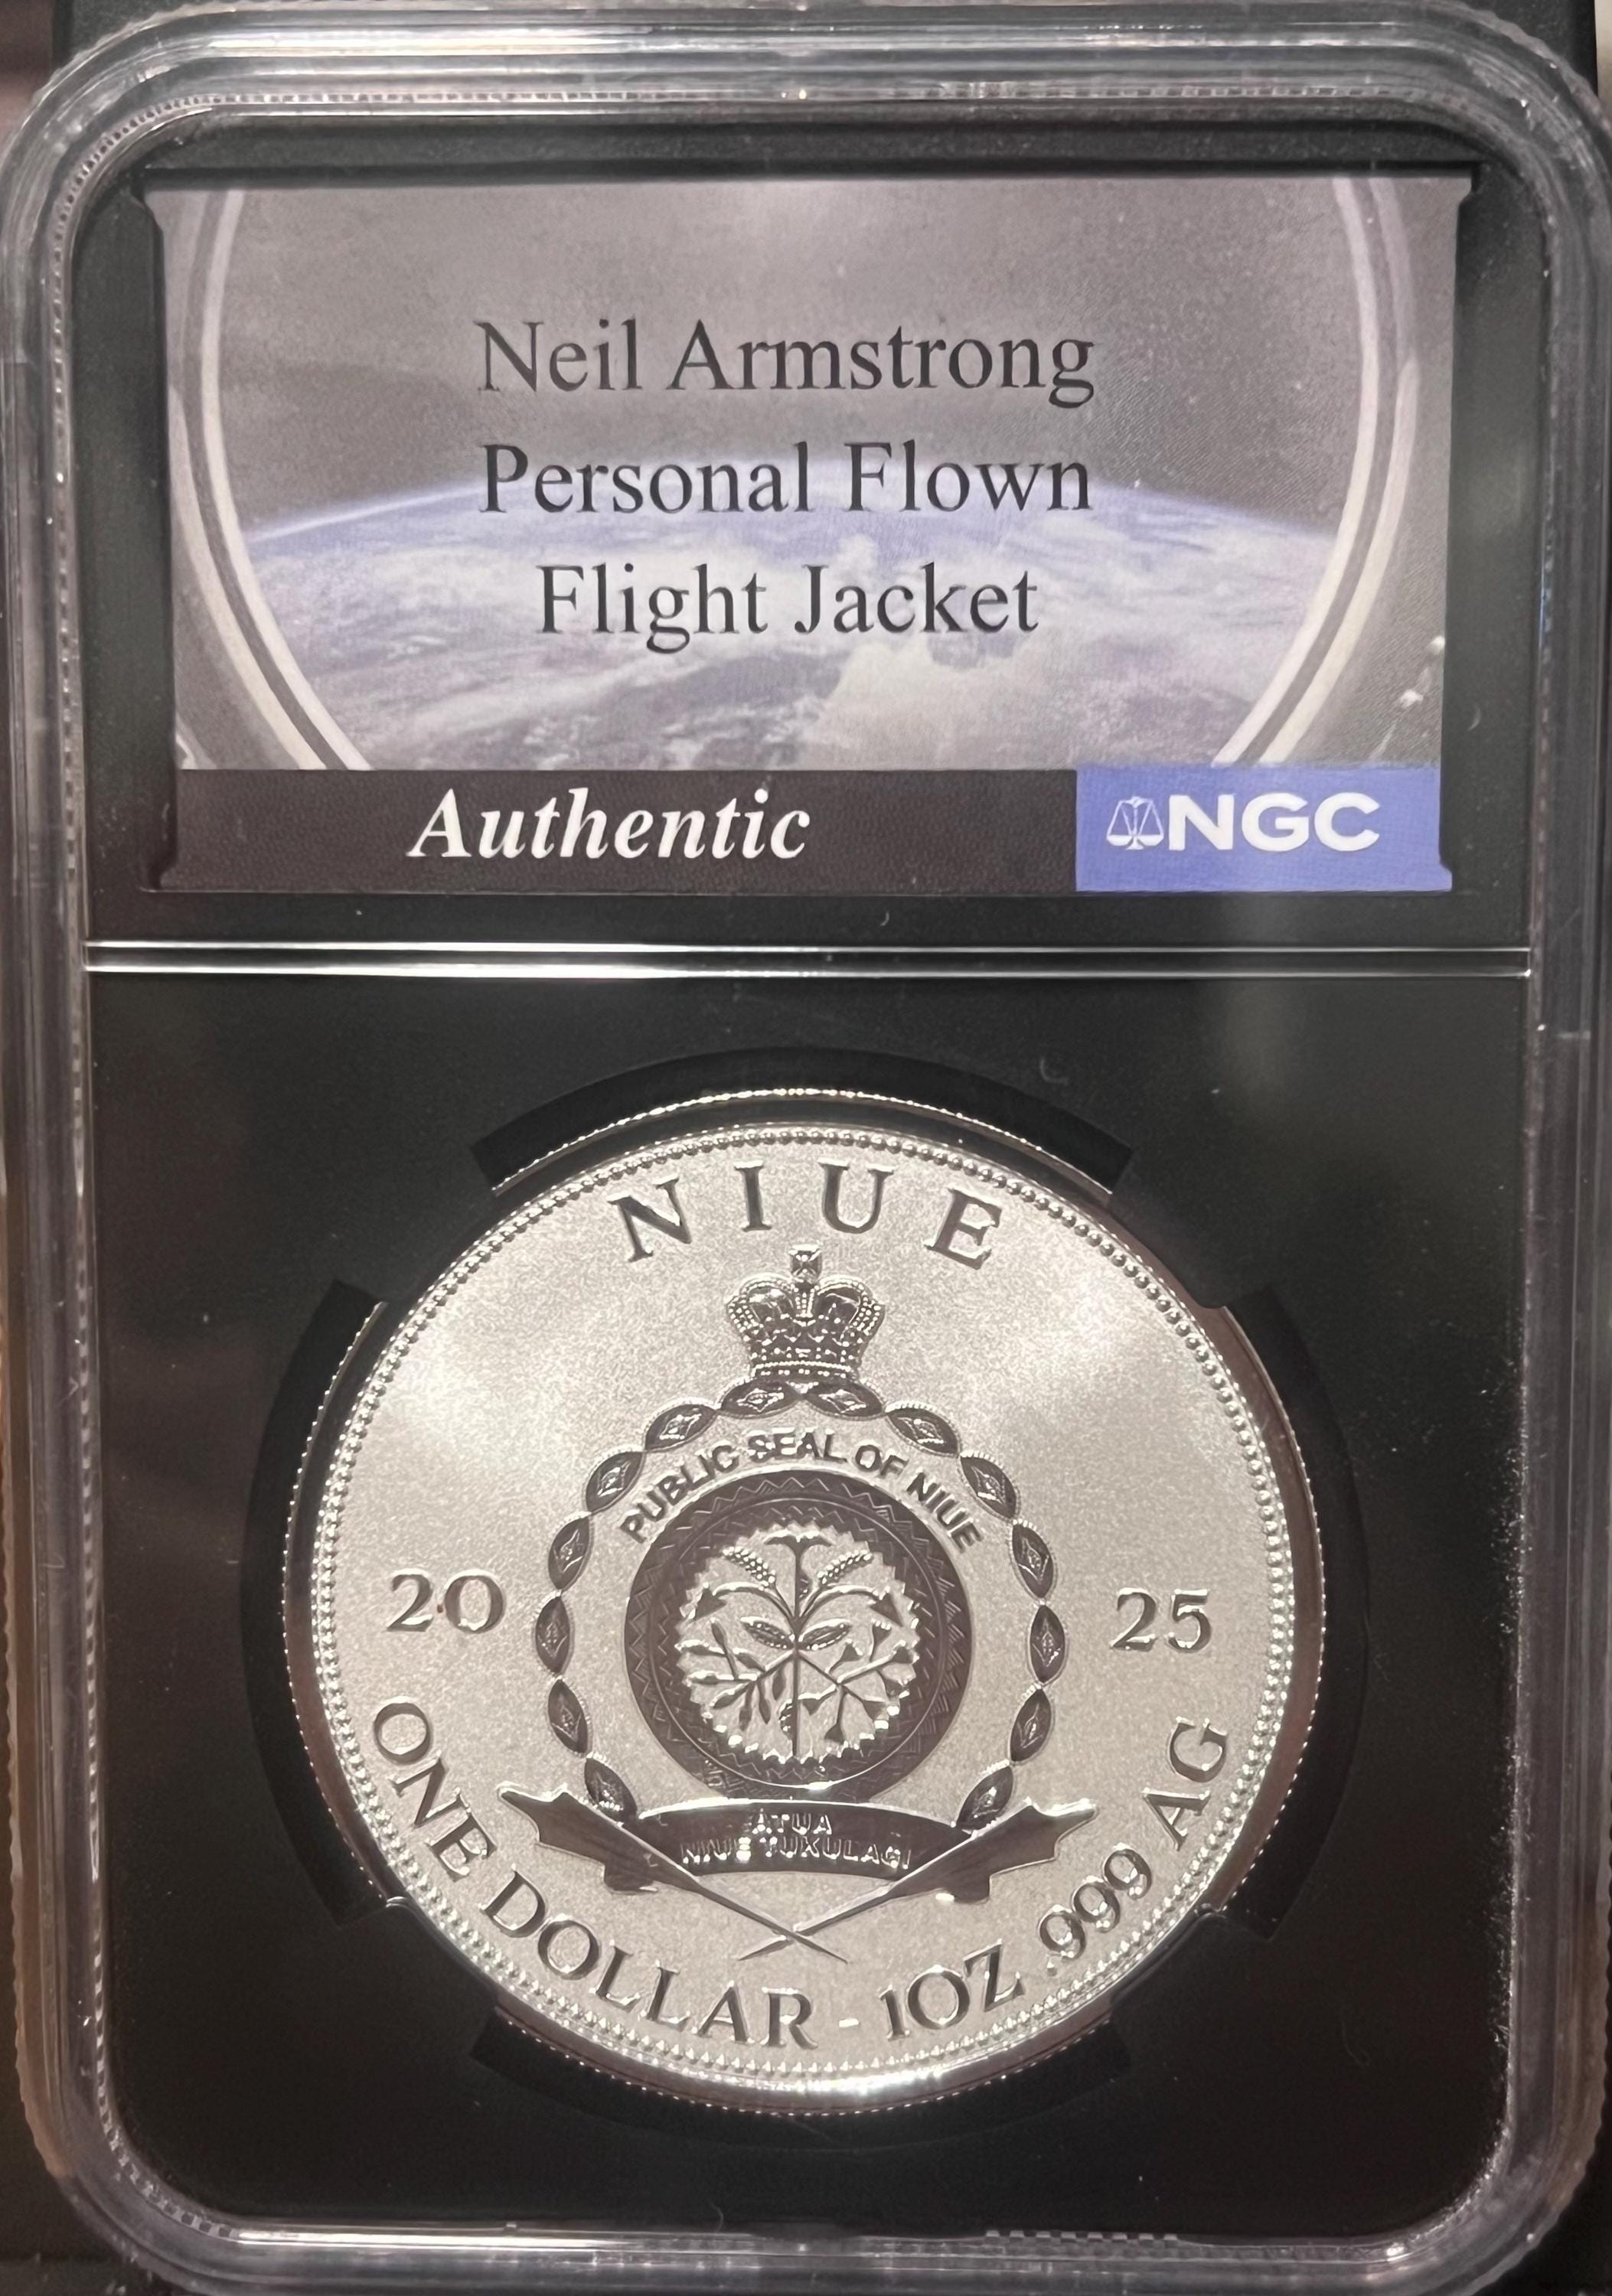 Neil Armstrong
Personal Flown
Flight Jacket
Authentic
NGC
NIUE
PUBLIC SEAL OF NIUE
20 25
ATUA
NIUE TUKULAGI
ONE DOLLAR - 1OZ .999 AG